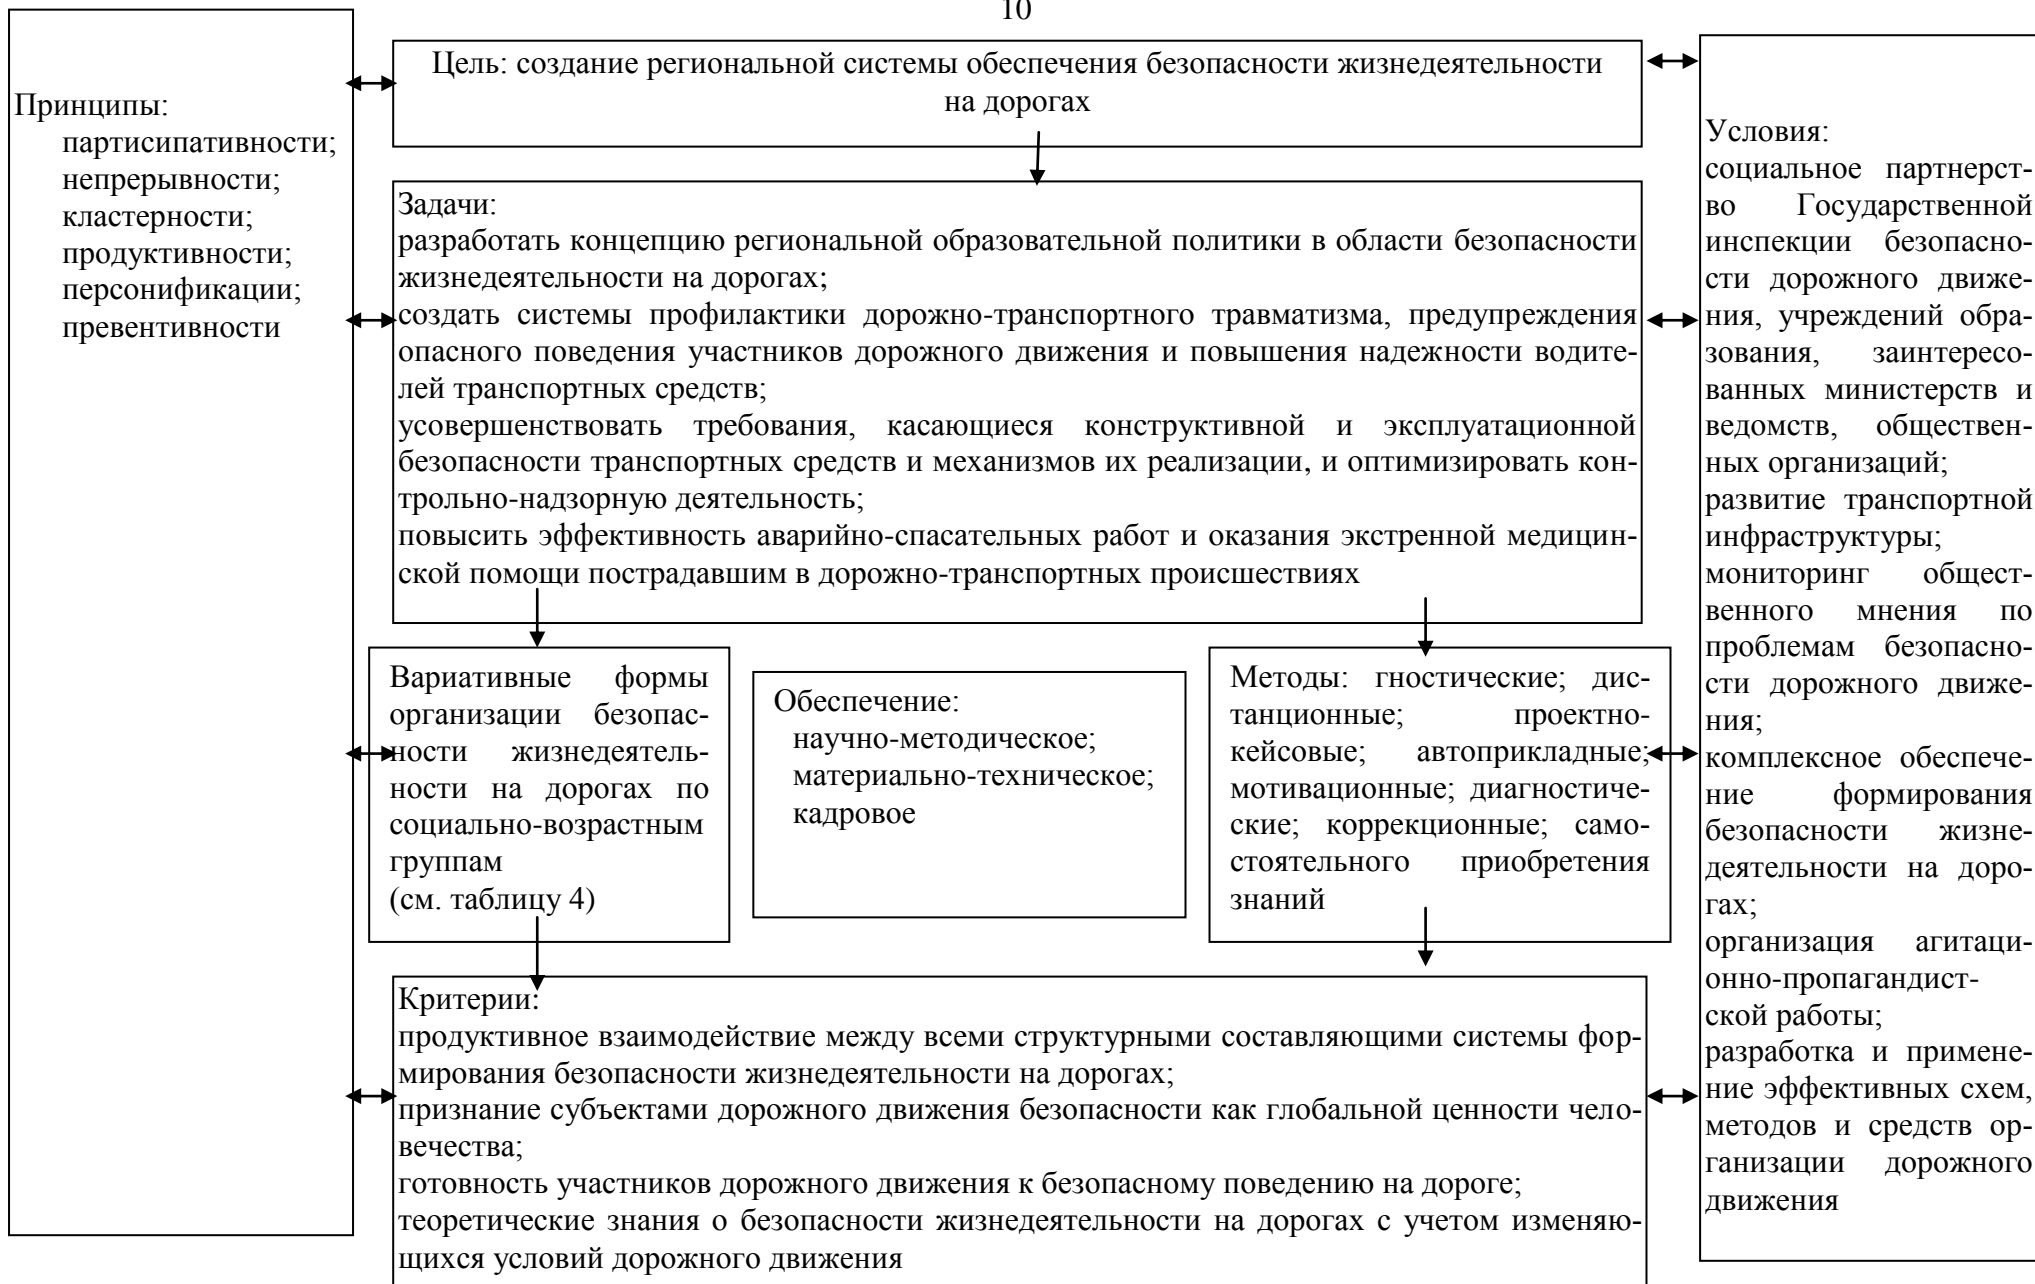 10
Принципы:
партисипативности;
непрерывности;
кластерности;
продуктивности;
персонификации;
превентивности
Цель: создание региональной системы обеспечения безопасности жизнедеятельности
на дорогах
Задачи:
разработать концепцию региональной образовательной политики в области безопасности
жизнедеятельности на дорогах;
создать системы профилактики дорожно-транспортного травматизма, предупреждения
опасного поведения участников дорожного движения и повышения надежности водите-
лей транспортных средств;
усовершенствовать требования, касающиеся конструктивной и эксплуатационной
безопасности транспортных средств и механизмов их реализации, и оптимизировать кон-
трольно-надзорную деятельность;
повысить эффективность аварийно-спасательных работ и оказания экстренной медицин-
ской помощи пострадавшим в дорожно-транспортных происшествиях
Вариативные формы
организации безопас-
ности жизнедеятель-
ности на дорогах по
социально-возрастным
группам
(см. таблицу 4)
Обеспечение:
научно-методическое;
материально-техническое;
кадровое
Методы: гностические; дис-
танционные; проектно-
кейсовые; автоприкладные;
мотивационные; диагностиче-
ские; коррекционные; само-
стоятельного приобретения
знаний
Критерии:
продуктивное взаимодействие между всеми структурными составляющими системы фор-
мирования безопасности жизнедеятельности на дорогах;
признание субъектами дорожного движения безопасности как глобальной ценности чело-
вечества;
готовность участников дорожного движения к безопасному поведению на дороге;
теоретические знания о безопасности жизнедеятельности на дорогах с учетом изменяю-
щихся условий дорожного движения
Условия:
социальное партнерст-
во Государственной
инспекции безопасно-
сти дорожного движе-
ния, учреждений обра-
зования, заинтересо-
ванных министерств и
ведомств, обществен-
ных организаций;
развитие транспортной
инфраструктуры;
мониторинг общест-
венного мнения по
проблемам безопасно-
сти дорожного движе-
ния;
комплексное обеспече-
ние формирования
безопасности жизне-
деятельности на доро-
гах;
организация агитаци-
онно-пропагандист-
ской работы;
разработка и примене-
ние эффективных схем,
методов и средств ор-
ганизации дорожного
движения